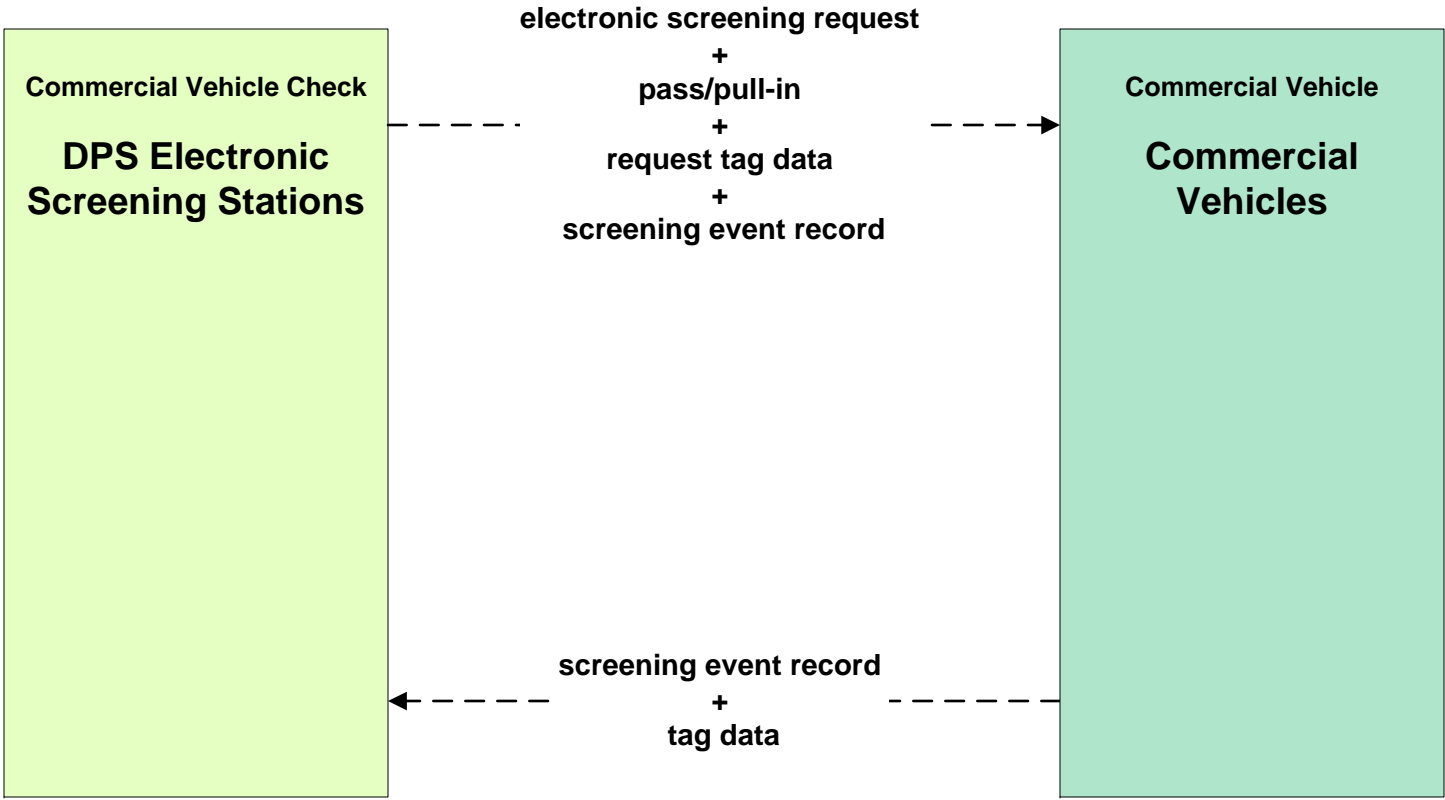 Commercial Vehicle Check
DPS Electronic
Screening Stations
electronic screening request
+
pass/pull-in
+
request tag data
+
screening event record
Commercial Vehicle
Commercial
Vehicles
screening event record
+
tag data